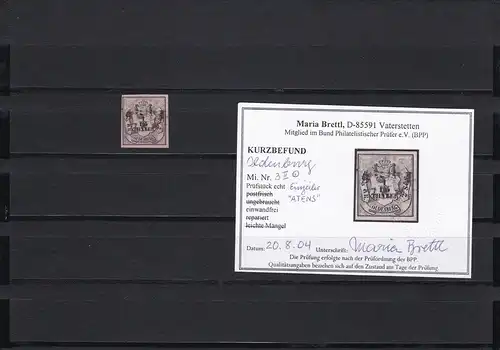 Maria Brettl, D-85591 Vaterstetten
Mitglied im Bund Philatelistischer Prüfer e.V. (BPP)
KURZBEFUND
Oldenburg
Mi. Nr. 3
Prüfstück echt Einzeiler
postfrisch "ATENS"
ungebraucht
einwandfrei
repariert
leichte Mängel
Datum: 20.8.04 Unterschrift: Maria Brettl
Die Prüfung erfolgte nach der Prüfordnung der BPP.
Qualitätsangaben beziehen sich auf den Zustand am Tage der Prüfung